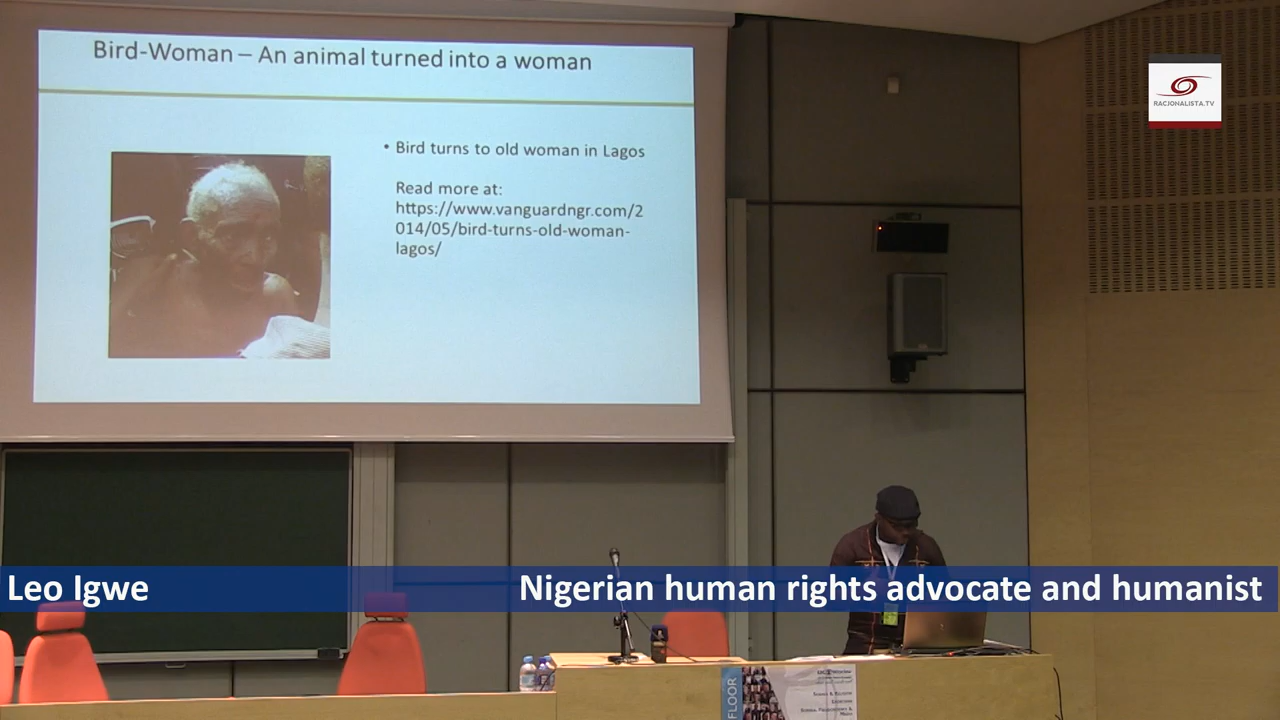 Bird-Woman – An animal turned into a woman
• Bird turns to old woman in Lagos
Read more at:
https://www.vanguardngr.com/2
014/05/bird-turns-old-woman-
lagos/
RACJONALISTA.TV
Leo Igwe
Nigerian human rights advocate and humanist
FLOOR